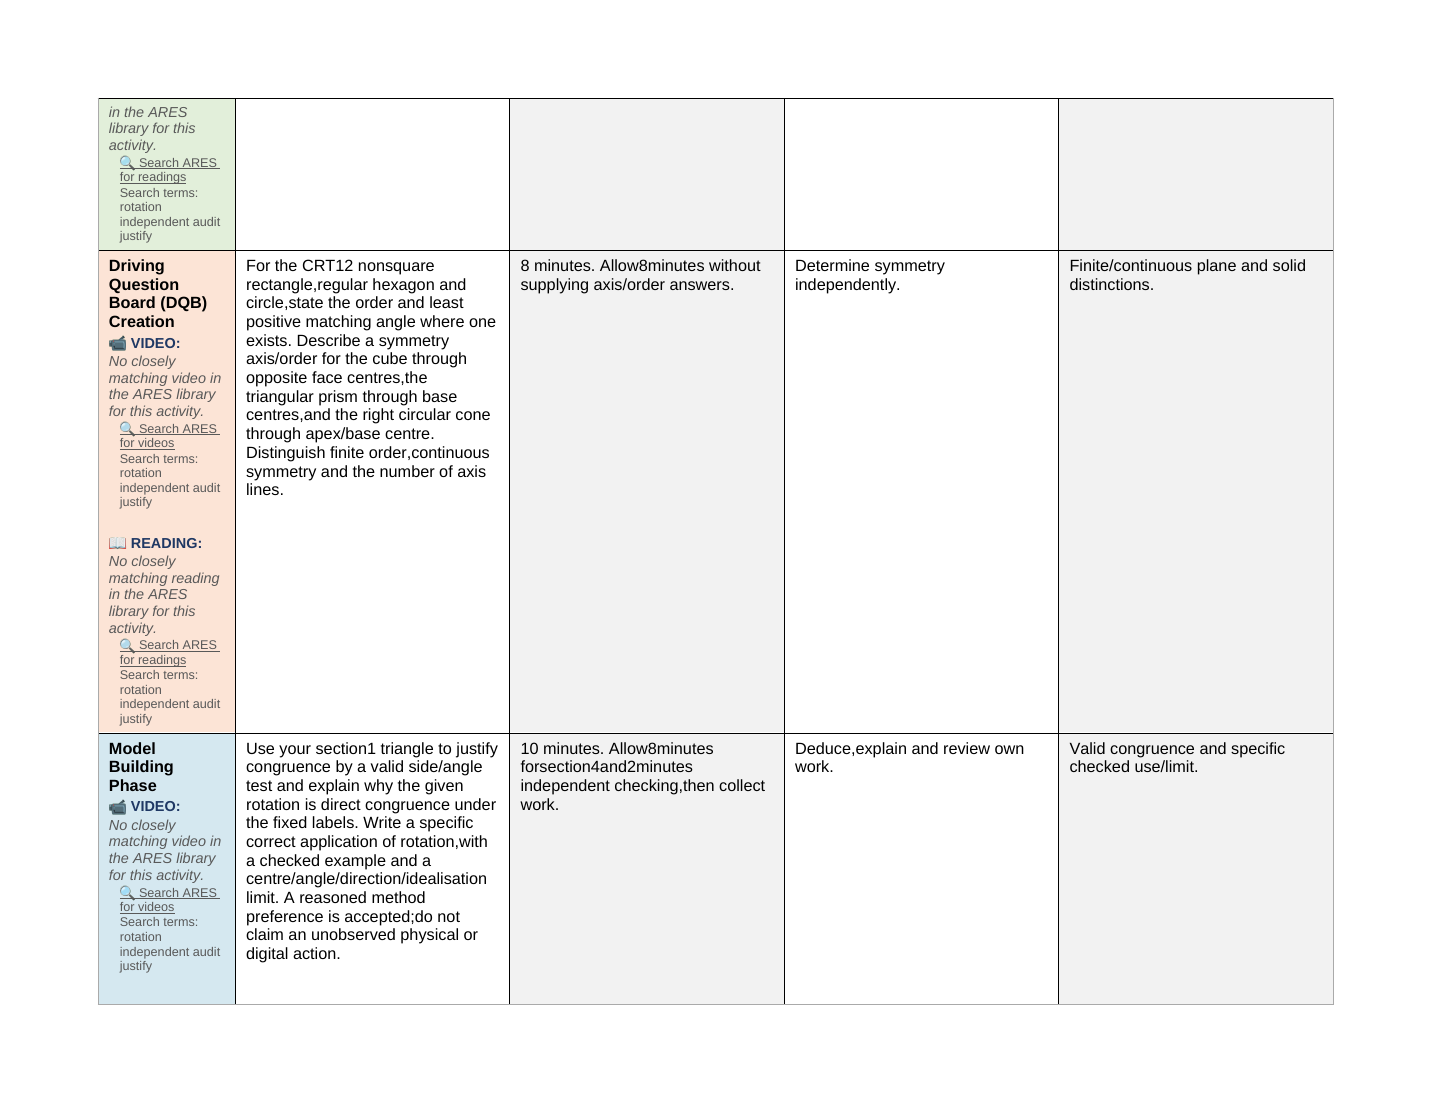 in the ARES
library for this
activity.
🔍 Search ARES
for readings
Search terms:
rotation
independent audit
justify
Driving
Question
Board (DQB)
Creation
📹 VIDEO:
No closely
matching video in
the ARES library
for this activity.
🔍 Search ARES
for videos
Search terms:
rotation
independent audit
justify
📖 READING:
No closely
matching reading
in the ARES
library for this
activity.
🔍 Search ARES
for readings
Search terms:
rotation
independent audit
justify
For the CRT12 nonsquare
rectangle,regular hexagon and
circle,state the order and least
positive matching angle where one
exists. Describe a symmetry
axis/order for the cube through
opposite face centres,the
triangular prism through base
centres,and the right circular cone
through apex/base centre.
Distinguish finite order,continuous
symmetry and the number of axis
lines.
8 minutes. Allow8minutes without
supplying axis/order answers.
Determine symmetry
independently.
Finite/continuous plane and solid
distinctions.
Model
Building
Phase
📹 VIDEO:
No closely
matching video in
the ARES library
for this activity.
🔍 Search ARES
for videos
Search terms:
rotation
independent audit
justify
Use your section1 triangle to justify
congruence by a valid side/angle
test and explain why the given
rotation is direct congruence under
the fixed labels. Write a specific
correct application of rotation,with
a checked example and a
centre/angle/direction/idealisation
limit. A reasoned method
preference is accepted;do not
claim an unobserved physical or
digital action.
10 minutes. Allow8minutes
forsection4and2minutes
independent checking,then collect
work.
Deduce,explain and review own
work.
Valid congruence and specific
checked use/limit.